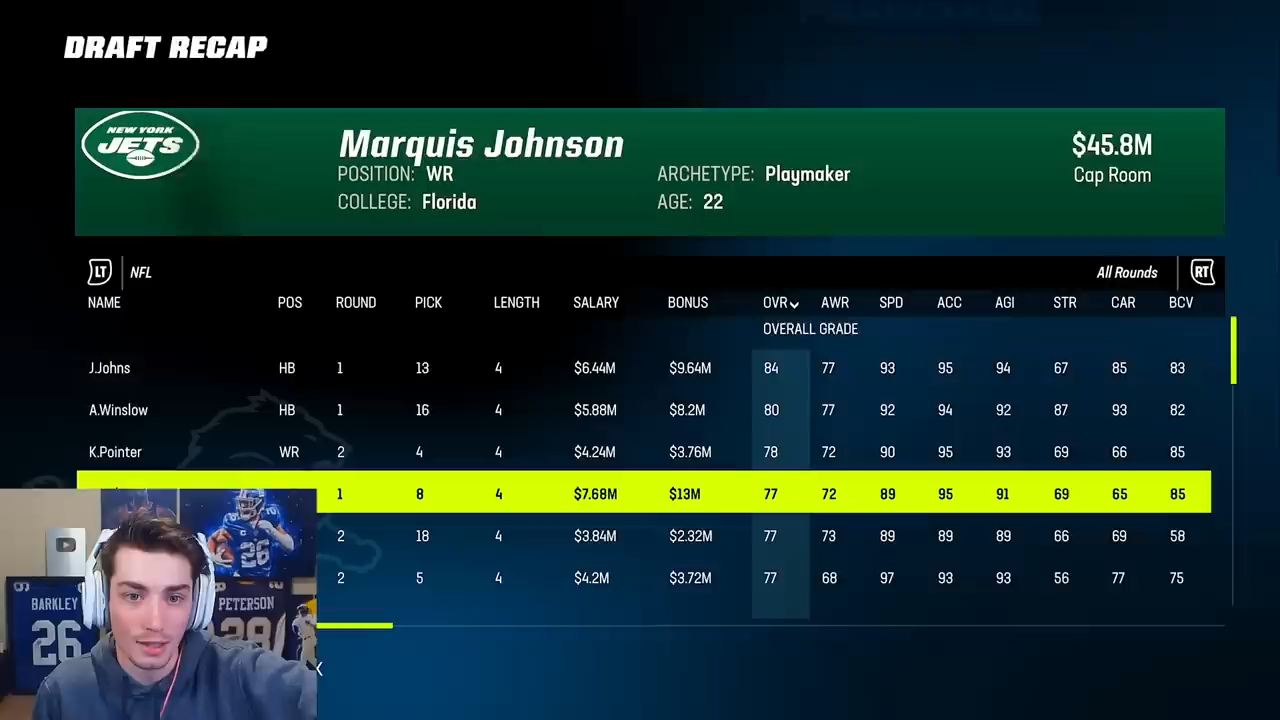 DRAFT RECAP
NEW YORK
JETS
Marquis Johnson
POSITION: WR
COLLEGE: Florida
ARCHETYPE: Playmaker
AGE: 22
$45.8M
Cap Room
LT NFL
All Rounds RT
NAME POS ROUND PICK LENGTH SALARY BONUS OVR AWR SPD ACC AGI STR CAR BCV
OVERALL GRADE
J.Johns HB 1 13 4 $6.44M $9.64M 84 77 93 95 94 67 85 83
A.Winslow HB 1 16 4 $5.88M $8.2M 80 77 92 94 92 87 93 82
K.Pointer WR 2 4 4 $4.24M $3.76M 78 72 90 95 93 69 66 85
1 8 4 $7.68M $13M 77 72 89 95 91 69 65 85
2 18 4 $3.84M $2.32M 77 73 89 89 89 66 69 58
2 5 4 $4.2M $3.72M 77 68 97 93 93 56 77 75
26
BARKLEY
26
PETERSON
28